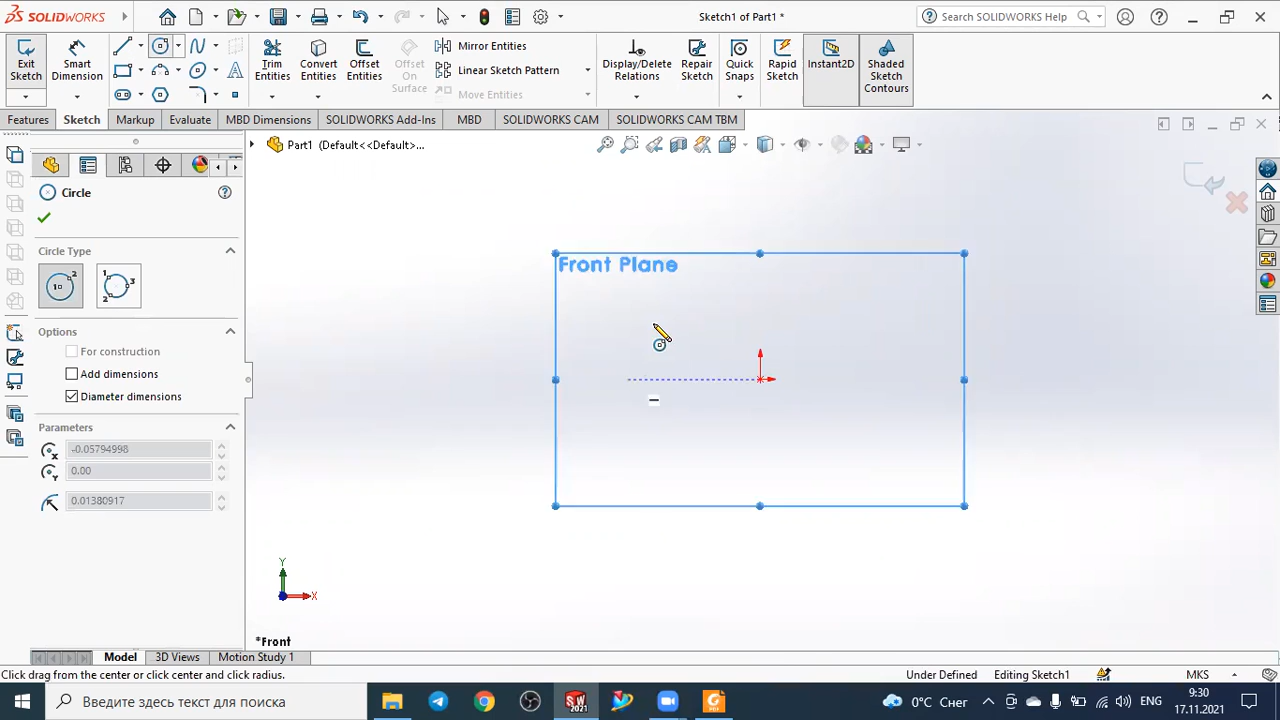 SOLIDWORKS
Sketch1 of Part1 *
Search SOLIDWORKS Help
Exit Sketch
Smart Dimension
Trim Entities
Convert Entities
Offset Entities
Offset On Surface
Mirror Entities
Linear Sketch Pattern
Move Entities
Display/Delete Relations
Repair Sketch
Quick Snaps
Rapid Sketch
Instant2D
Shaded Sketch Contours
Features Sketch Markup Evaluate MBD Dimensions SOLIDWORKS Add-Ins MBD SOLIDWORKS CAM SOLIDWORKS CAM TBM
Part1 (Default<<Default>...
Circle
Circle Type
Options
For construction
Add dimensions
Diameter dimensions
Parameters
-0.05794998
0.00
0.01380917
Front Plane
Y
X
*Front
Model 3D Views Motion Study 1
Click drag from the center or click center and radius.
Under Defined Editing Sketch1 MKS
Введите здесь текст для поиска
0°C Снег
ENG
9:30
17.11.2021